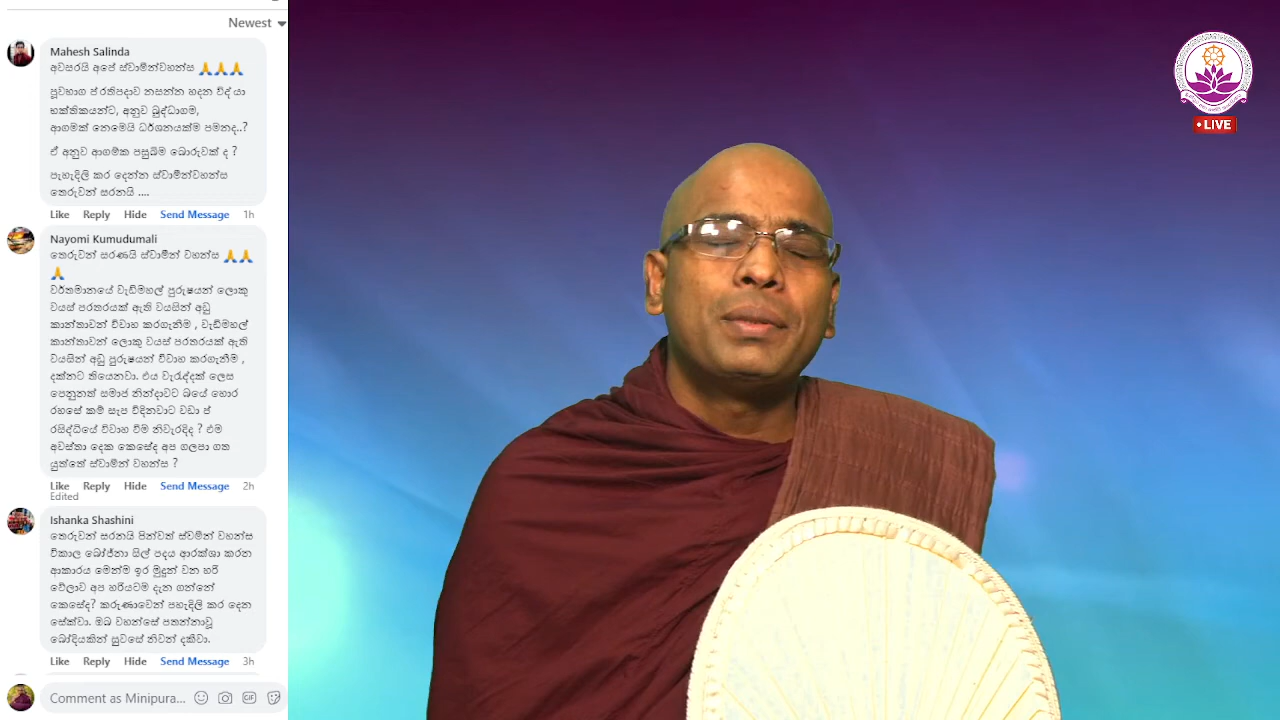 Newest
Mahesh Salinda
අවසරයි අපේ ස්වාමින්වහන්ස 🙏🙏🙏
පූවභාග ප් රතිපදාව නසන්න හදන විද් යා
භක්තිකයන්ට, අනුව බුද්ධාගම,
ආගමක් නෙමෙයි ධර්ශනයක්ම පමනද..?
ඒ අනුව ආගමික පසුබිම බොරුවක් ද ?
පැහැදිලි කර දෙන්න ස්වාමින්වහන්ස
තෙරුවන් සරනයි ....
Like Reply Hide Send Message 1h
Nayomi Kumudumali
තෙරුවන් සරණයි ස්වාමින් වහන්ස 🙏🙏
🙏
වර්තමානයේ වැඩිමහල් පුරුෂයන් ලොකු
වයස් පරතරයක් ඇති වයසින් අඩු
කාන්තාවන් විවාහ කරගැනීම , වැඩිමහල්
කාන්තාවන් ලොකු වයස් පරතරයක් ඇති
වයසින් අඩු පුරුෂයන් විවාහ කරගැනීම ,
දක්නට තියෙනවා. එය වැරැද්දක් ලෙස
පෙනුනත් සමාජ නින්දාවට බයේ හොර
රහසේ කම් සැප විඳිනවාට වඩා ප්
රසිද්ධියේ විවාහ වීම නිවැරදිද ? එම
අවස්තා දෙක කෙසේද අප ගලපා ගත
යුත්තේ ස්වාමින් වහන්ස ?
Like Reply Hide Send Message 2h
Edited
Ishanka Shashini
තෙරුවන් සරනයි පින්වත් ස්වමින් වහන්ස
විකාල බෝජ්නා සිල් පදය ආරක්ශා කරන
ආකාරය මෙන්ම ඉර මුදුන් වන හරි
වේලාව අප හරියටම දැන ගන්නේ
කෙසේද? කරුණාවෙන් පහැදිලි කර දෙන
සේක්වා. ඔබ වහන්සේ පතන්නාවූ
බෝදියකින් සුවසේ නිවන් දකීවා.
Like Reply Hide Send Message 3h
Comment as Minipura...
GIF
• LIVE